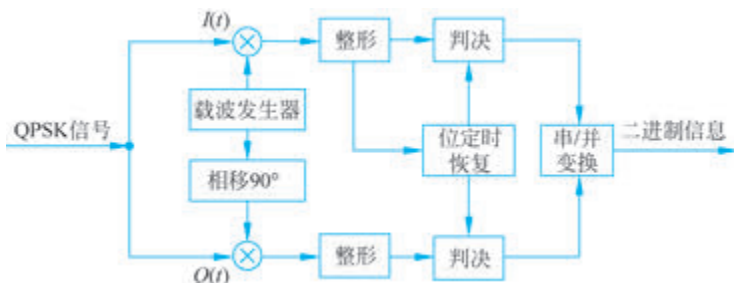 I(t)
整形
判决
载波发生器
QPSK信号
位定时
恢复
串/并
变换
二进制信息
相移90°
整形
判决
Q(t)